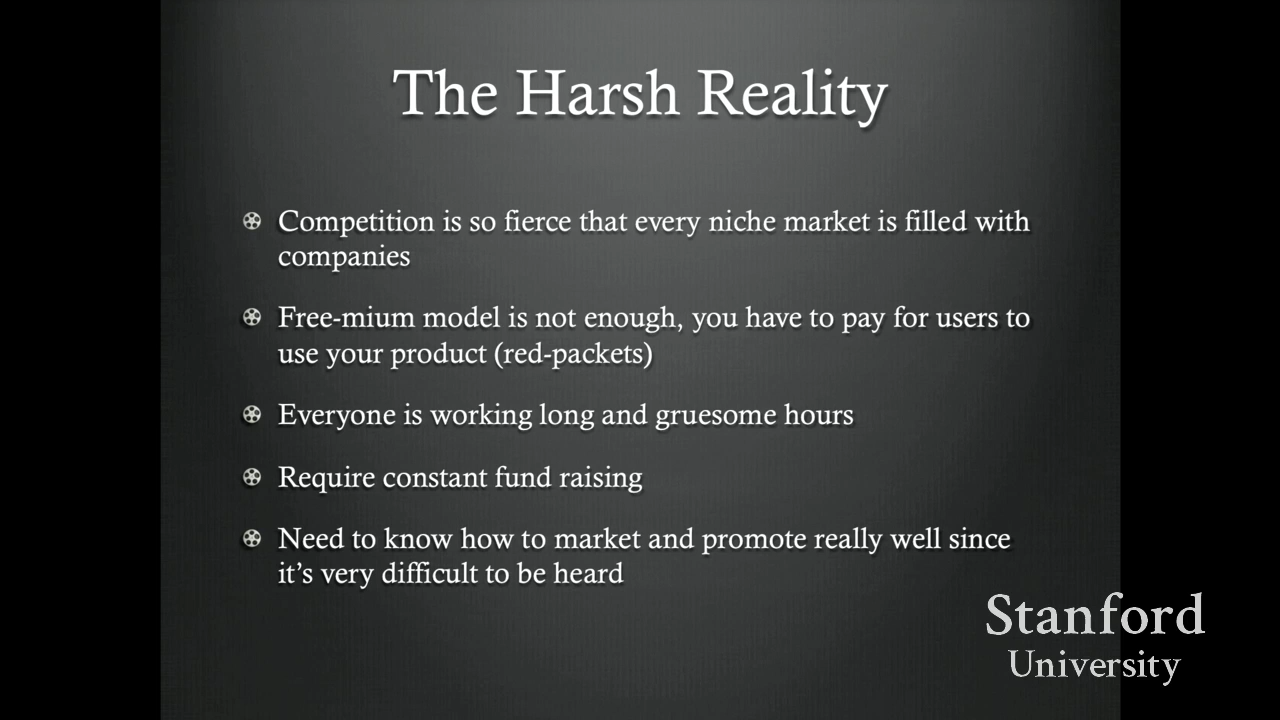 The Harsh Reality
Competition is so fierce that every niche market is filled with
companies
Free-mium model is not enough, you have to pay for users to
use your product (red-packets)
Everyone is working long and gruesome hours
Require constant fund raising
Need to know how to market and promote really well since
it's very difficult to be heard
Stanford
University